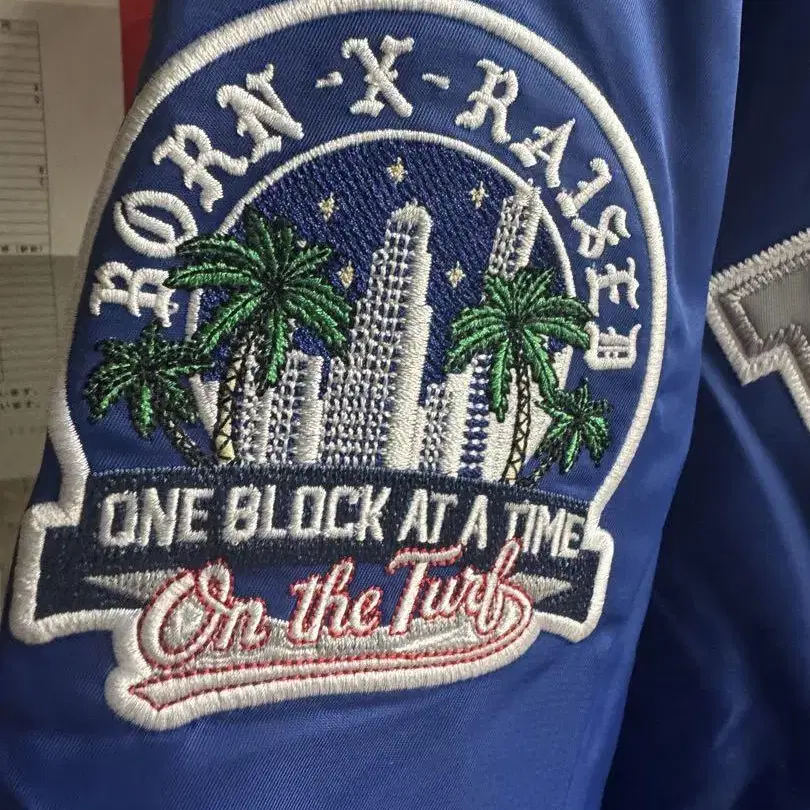 BORN-X-RAISED
ONE BLOCK AT A TIME
On the Turf